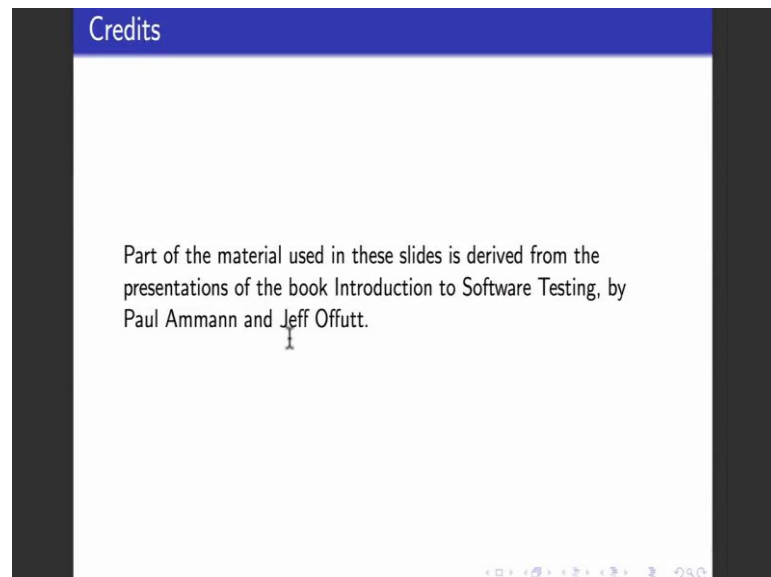 Credits
Part of the material used in these slides is derived from the
presentations of the book Introduction to Software Testing, by
Paul Ammann and Jeff Offutt.